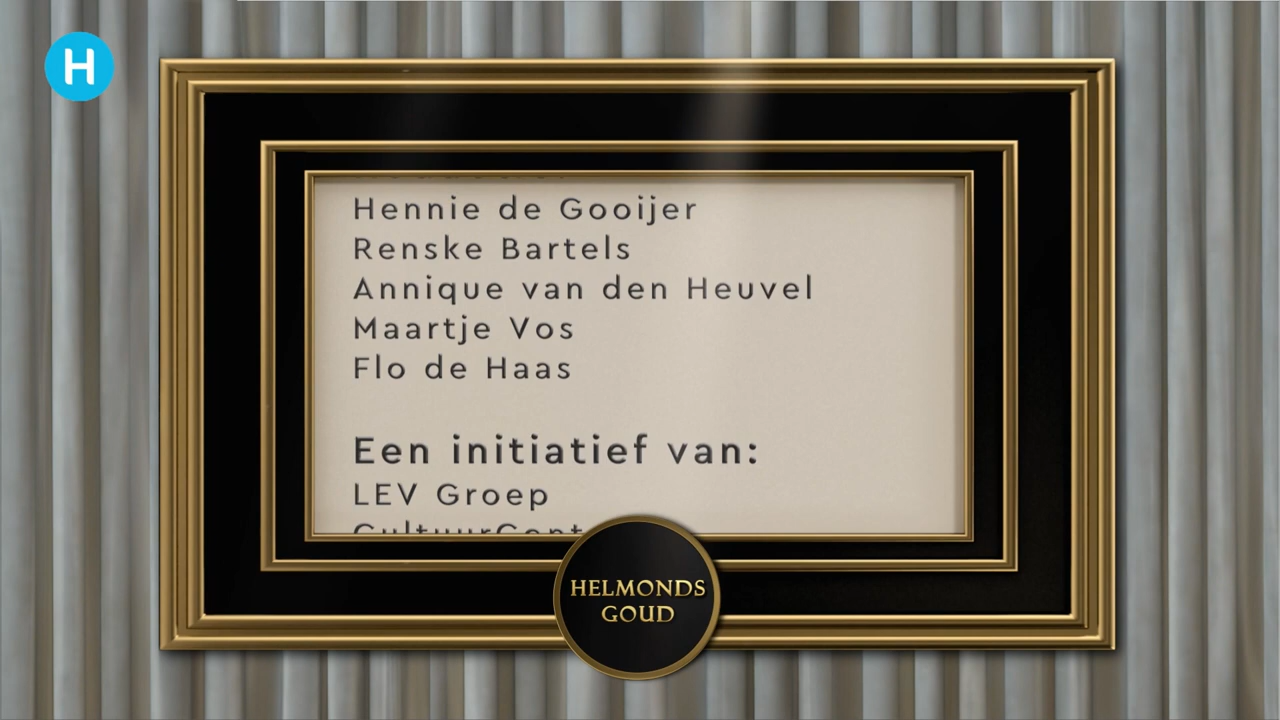 H
Hennie de Gooijer
Renske Bartels
Annique van den Heuvel
Maartje Vos
Flo de Haas
Een initiatief van:
LEV Groep
HELMONDS
GOUD